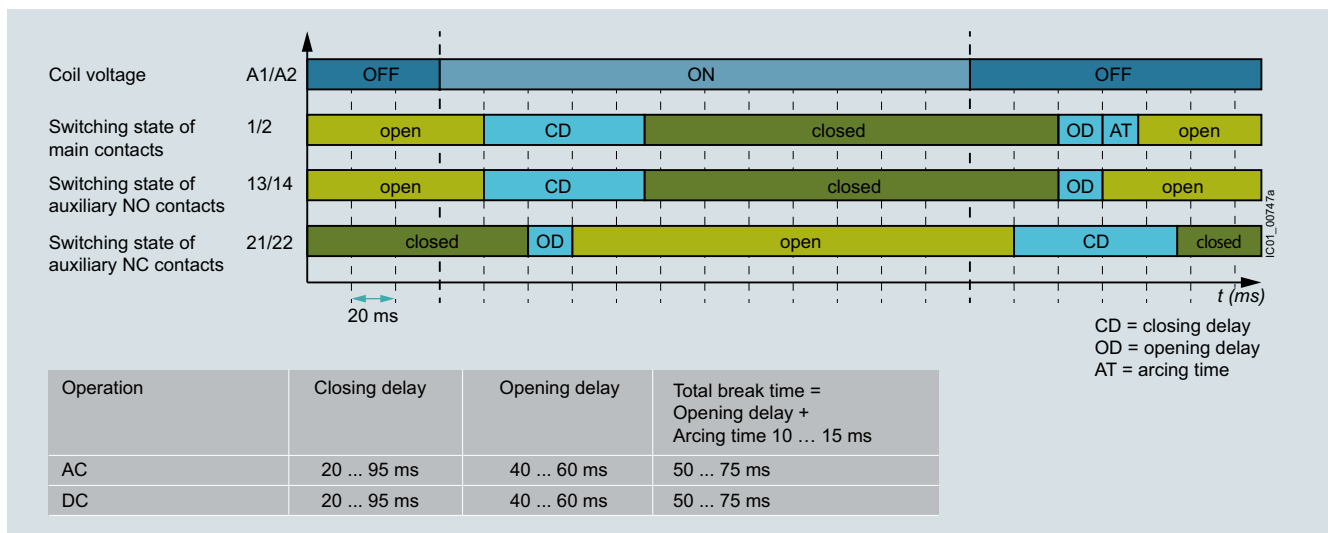 Coil voltage A1/A2 OFF ON OFF
Switching state of
main contacts 1/2 open CD closed OD AT open
Switching state of
auxiliary NO contacts 13/14 open CD closed OD open
Switching state of
auxiliary NC contacts 21/22 closed OD open CD closed
IC01_00747a
t (ms)
20 ms
CD = closing delay
OD = opening delay
AT = arcing time
Operation Closing delay Opening delay Total break time =
Opening delay +
Arcing time 10 … 15 ms
AC 20 ... 95 ms 40 ... 60 ms 50 ... 75 ms
DC 20 ... 95 ms 40 ... 60 ms 50 ... 75 ms